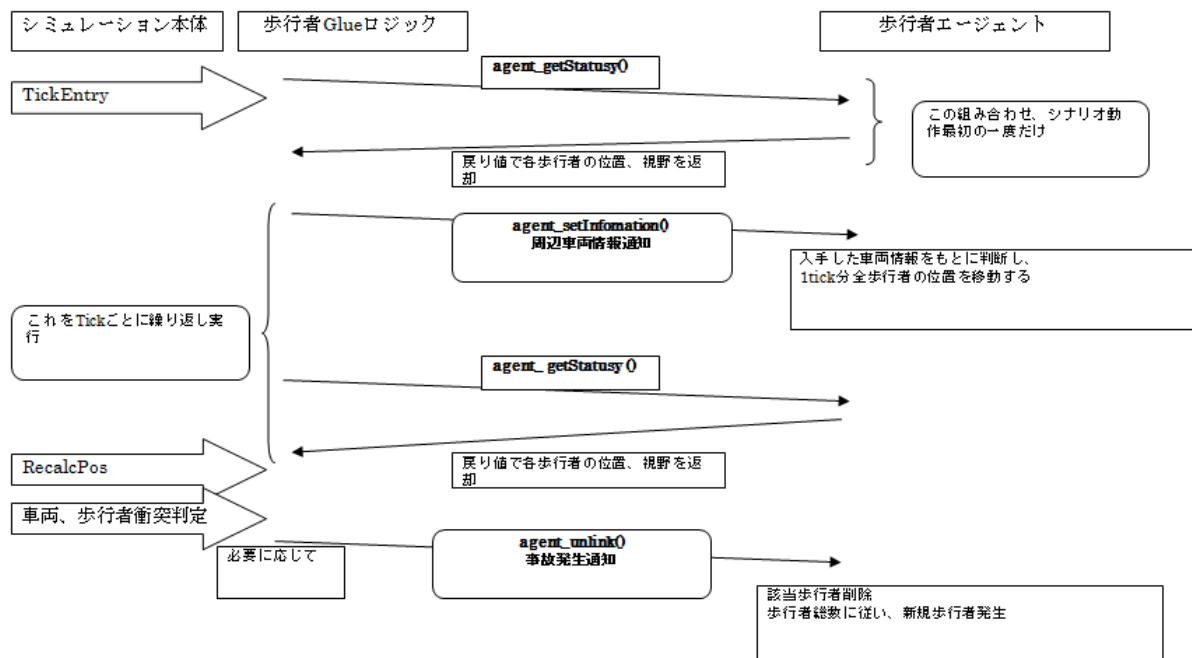 シミュレーション本体
歩行者Glueロジック
歩行者エージェント
agent_getStatusy()
TickEntry
この組み合わせ、シナリオ動
作最初の一度だけ
戻り値で各歩行者の位置、視野を返
却
agent_setInfomation()
周辺車両情報通知
入手した車両情報をもとに判断し、
1tick分全歩行者の位置を移動する
これをTickごとに繰り返し実
行
agent_ getStatusy ()
RecalcPos
戻り値で各歩行者の位置、視野を返
却
車両、歩行者衝突判定
agent_unlink()
事故発生通知
必要に応じて
該当歩行者削除
歩行者総数に従い、新規歩行者発生